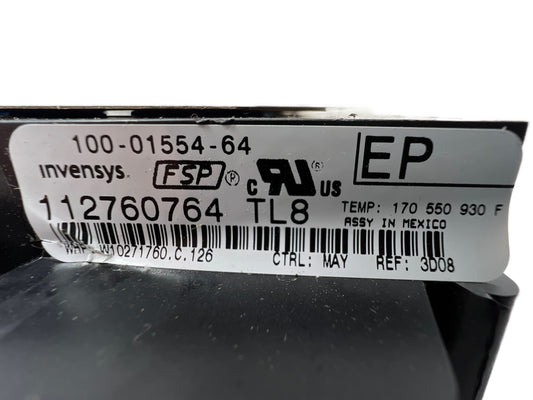 100-01554-64
EP
invensys FSP ® c RU ® US
112760764 TL8
TEMP: 170 550 930 F
ASSY IN MEXICO
W10271760.C.126
CTRL: MAY
REF: 3D08